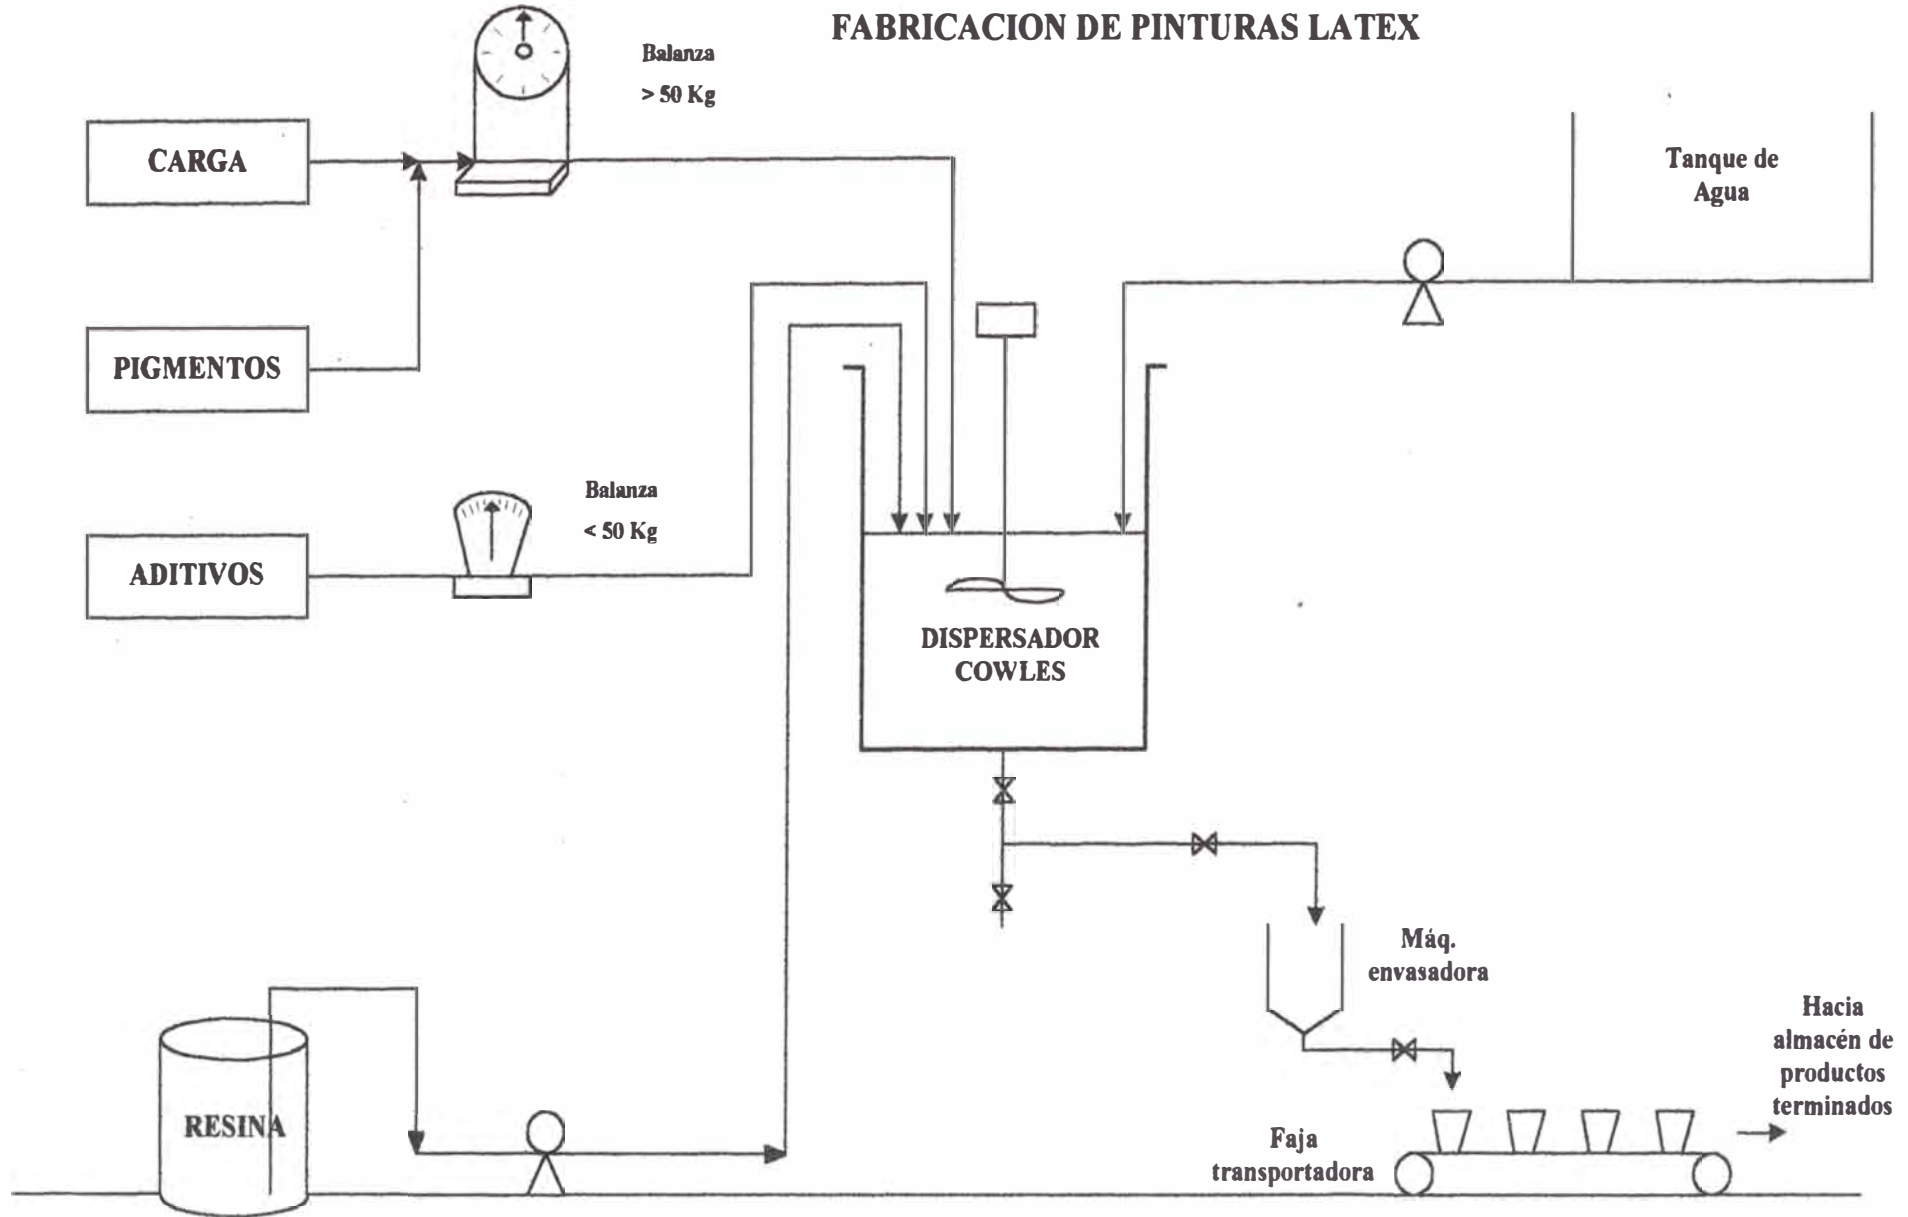 FABRICACION DE PINTURAS LATEX
Balanza
> 50 Kg
CARGA
Tanque de
Agua
PIGMENTOS
Balanza
< 50 Kg
ADITIVOS
DISPERSADOR
COWLES
Máq.
envasadora
Hacia
almacén de
productos
terminados
RESINA
Faja
transportadora